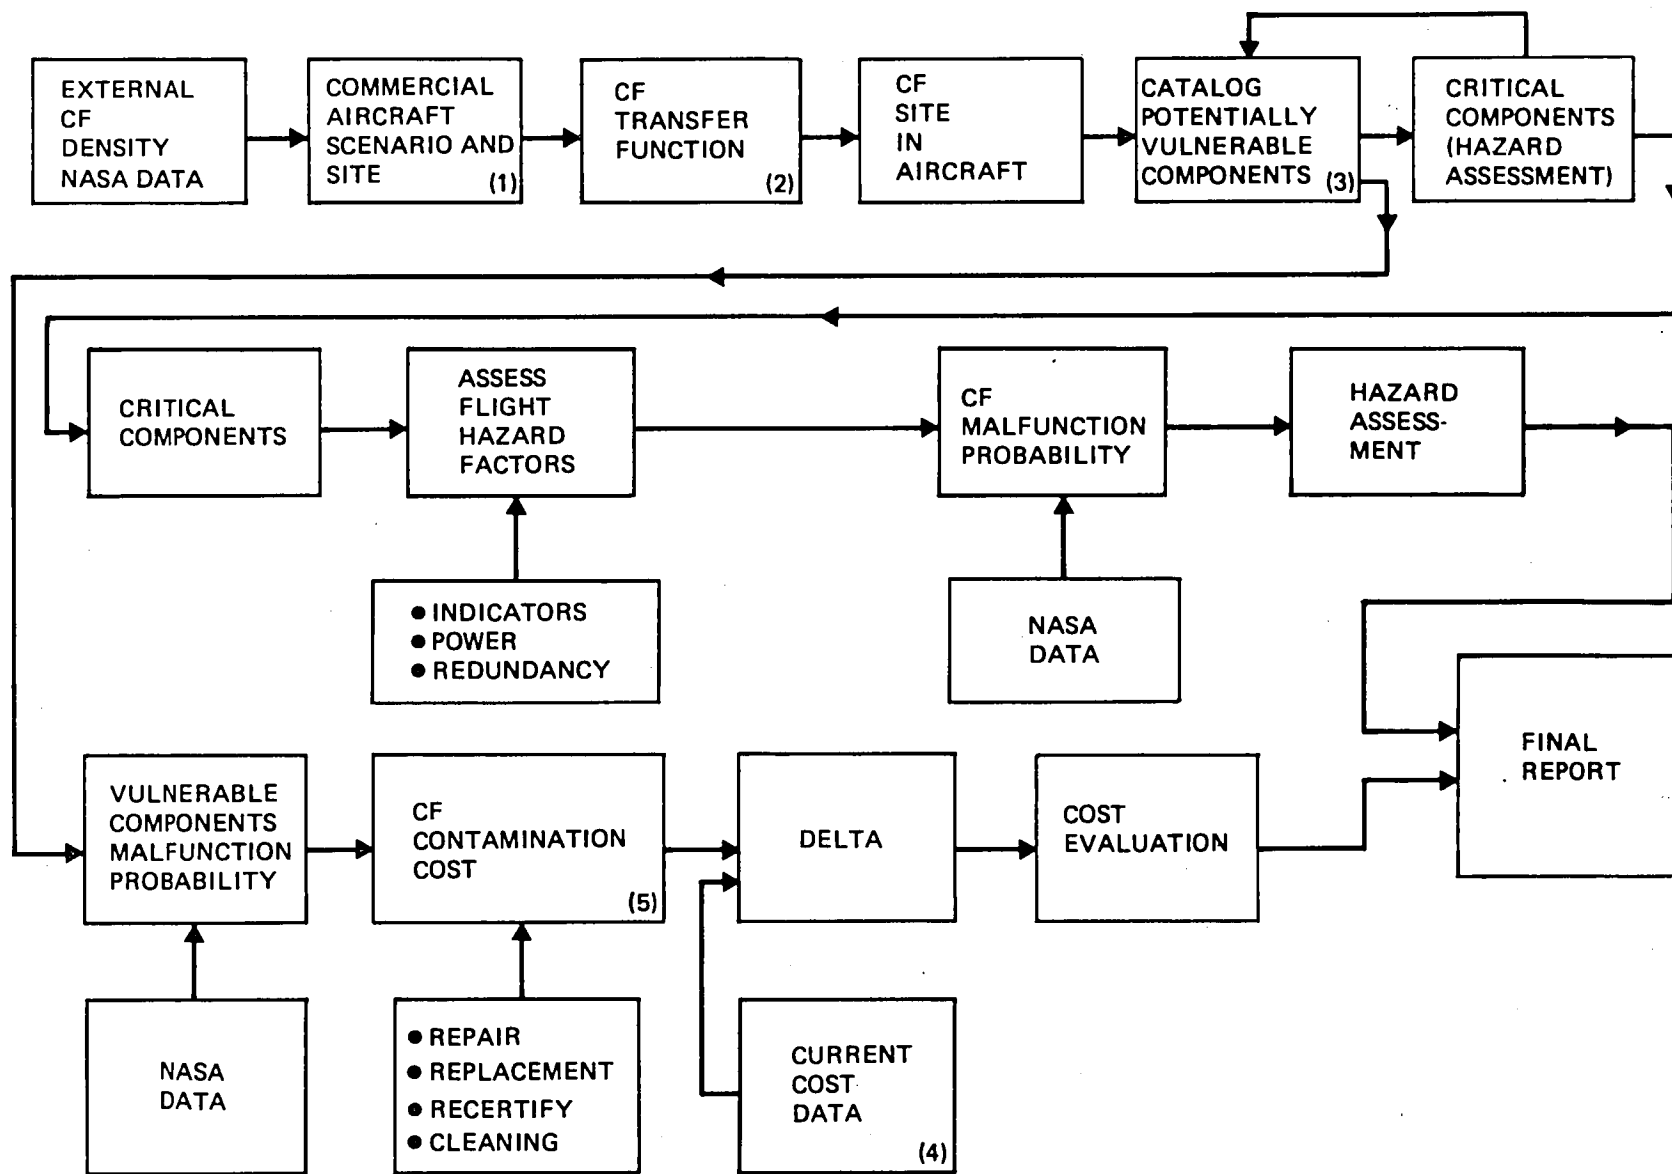 EXTERNAL
CF
DENSITY
NASA DATA
COMMERCIAL
AIRCRAFT
SCENARIO AND
SITE
(1)
CF
TRANSFER
FUNCTION
(2)
CF
SITE
IN
AIRCRAFT
CATALOG
POTENTIALLY
VULNERABLE
COMPONENTS
(3)
CRITICAL
COMPONENTS
(HAZARD
ASSESSMENT)
CRITICAL
COMPONENTS
ASSESS
FLIGHT
HAZARD
FACTORS
CF
MALFUNCTION
PROBABILITY
HAZARD
ASSESS-
MENT
● INDICATORS
● POWER
● REDUNDANCY
NASA
DATA
VULNERABLE
COMPONENTS
MALFUNCTION
PROBABILITY
CF
CONTAMINATION
COST
(5)
DELTA
COST
EVALUATION
FINAL
REPORT
NASA
DATA
● REPAIR
● REPLACEMENT
● RECERTIFY
● CLEANING
CURRENT
COST
DATA
(4)